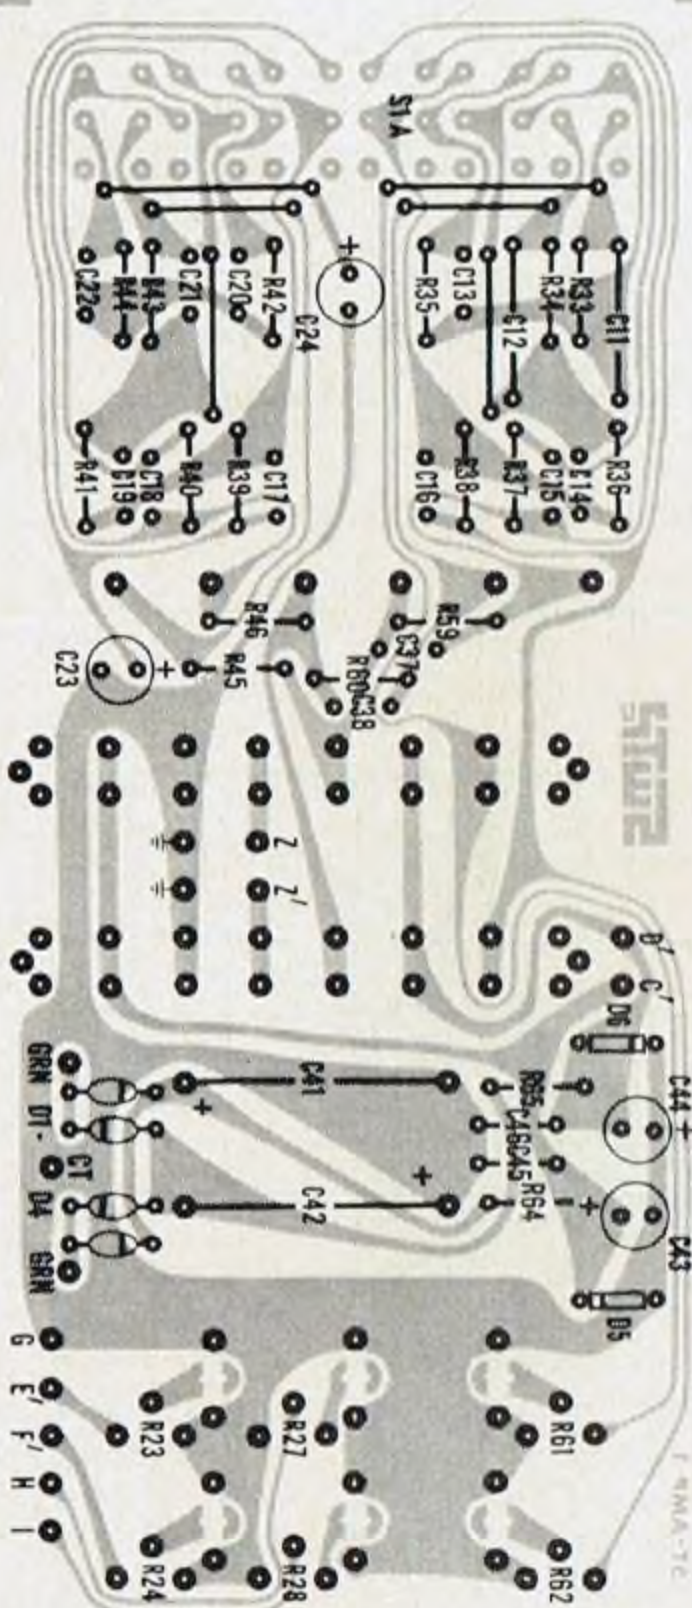 S1A
+
C22
R44
R43
C21
C20
R42
C24
R35
C13
C12
R34
R33
C11
R41
C19
C18
R40
R39
C17
C16
R38
R37
C15
C14
R36
R46
R59
C37
C23
+
R45
R60
C38
SWTP
Z
Z'
D'
C'
D6
GRN
D1-
C41
R65
C44
+
+
C46
C45
CT
D4
C42
+
R64
+
C43
GRN
D5
G
E'
F'
R23
R27
R61
H
I
R24
R28
R62